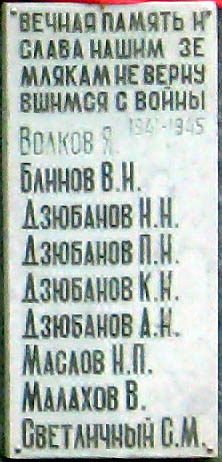 "ВЕЧНАЯ ПАМЯТЬ И"
СЛАВА НАШИМ ЗЕ
МЛЯКАМ НЕ ВЕРНУ
ВШИМСЯ С ВОЙНЫ
1941-1945
ВОЛКОВ Я.
БАННОВ В.Н.
ДЗЮБАНОВ Н.Н.
ДЗЮБАНОВ П.Н.
ДЗЮБАНОВ К.Н.
ДЗЮБАНОВ А.Н.
МАСЛОВ Н.П.
МАЛАХОВ В.
СВЕТЛИЧНЫЙ С.М.